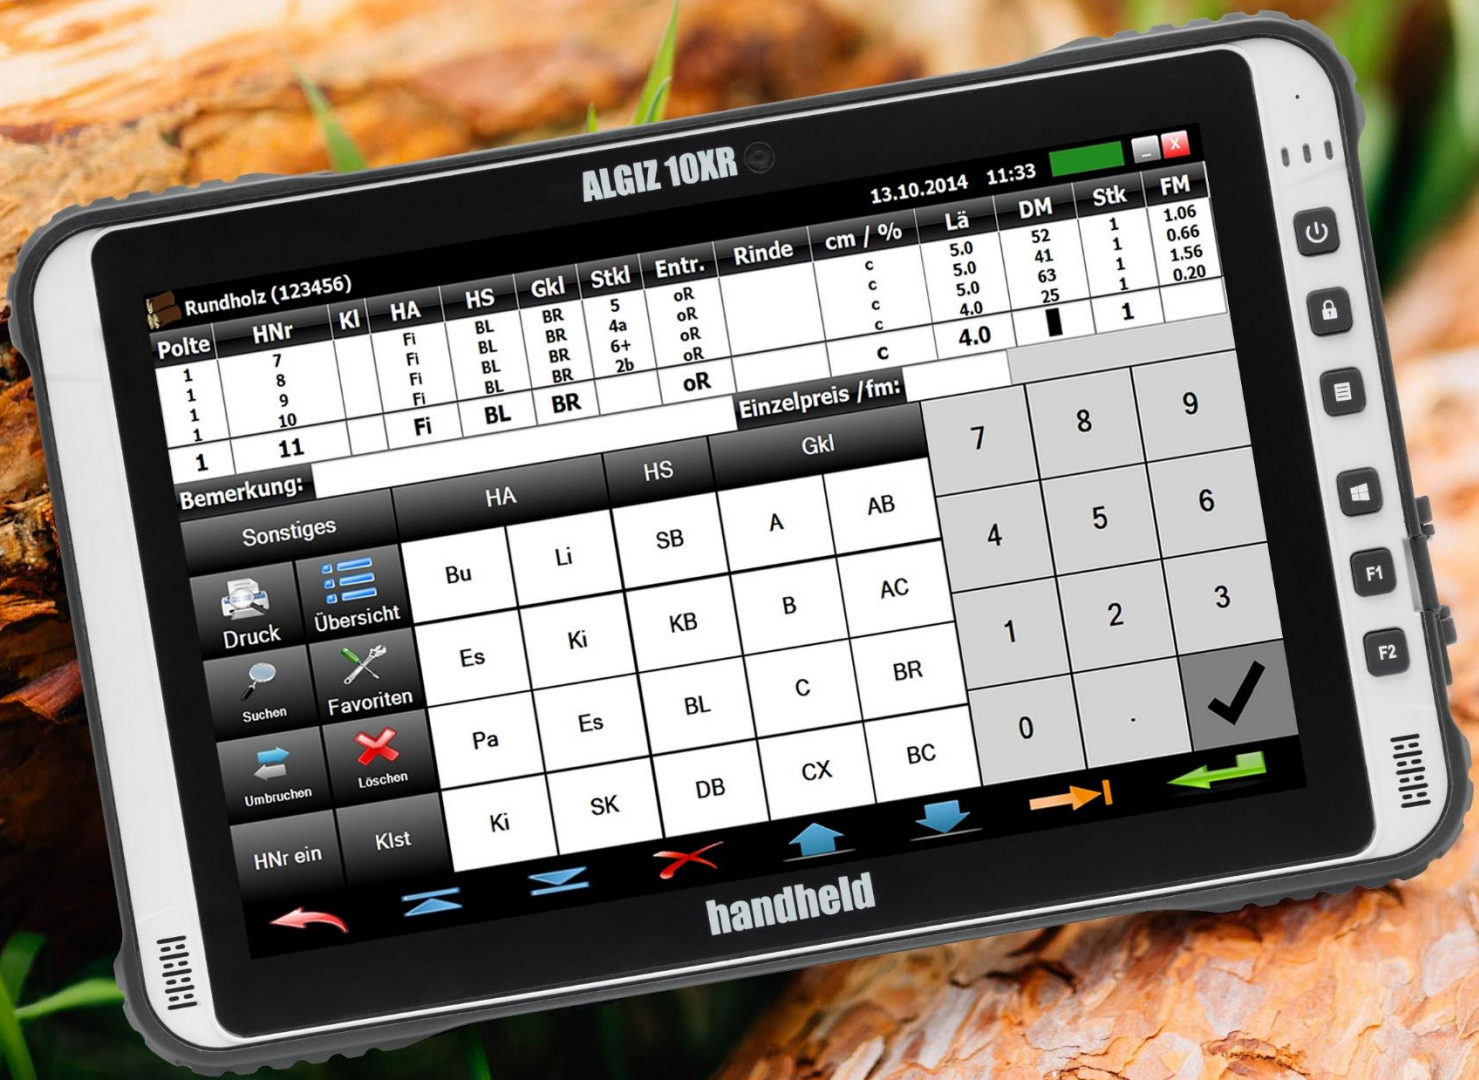 ALGIZ 10XR
13.10.2014 11:33
Rundholz (123456)
Polte HNr Kl HA HS Gkl Stkl Entr. Rinde cm / % Lä DM Stk FM
1 7 Fi BL BR 5 oR c 5.0 52 1 1.06
1 8 Fi BL BR 4a oR c 5.0 41 1 0.66
1 9 Fi BL BR 6+ oR c 5.0 63 1 1.56
1 10 Fi BL BR 2b oR c 4.0 25 1 0.20
1 11 Fi BL BR oR c 4.0 1
Bemerkung: Einzelpreis /fm:
Sonstiges HA HS Gkl
Druck Übersicht Bu Li SB A AB 7 8 9
Suchen Favoriten Es Ki KB B AC 4 5 6
Umbruchen Löschen Pa Es BL C BR 1 2 3
HNr ein Klst Ki SK DB CX BC 0 .
handheld
F1
F2